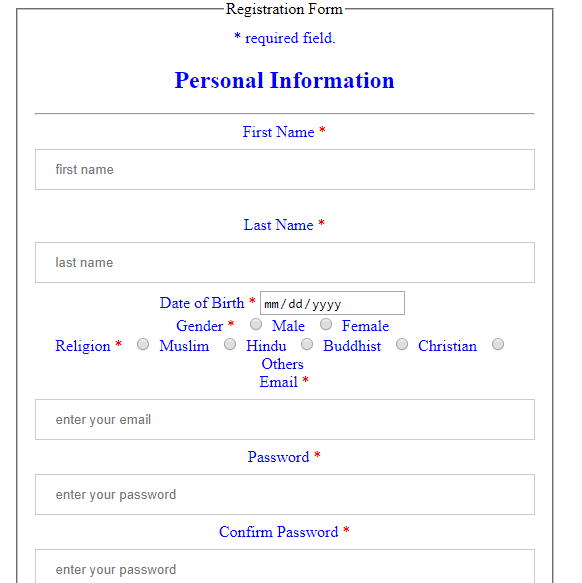 Registration Form
* required field.
Personal Information
First Name *
first name
Last Name *
last name
Date of Birth * mm/dd/yyyy
Gender * Male Female
Religion * Muslim Hindu Buddhist Christian
Others
Email *
enter your email
Password *
enter your password
Confirm Password *
enter your password